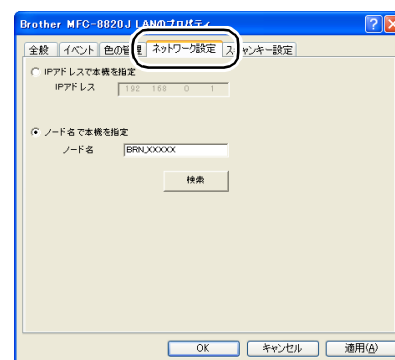 Brother MFC-8820J LANのプロパティ
全般 イベント 色の管理 ネットワーク設定 スキャンキー設定
IPアドレスで本機を指定
IPアドレス 192 168 0 1
ノード名で本機を指定
ノード名 BRN_XXXXX
検索
OK キャンセル 適用(A)